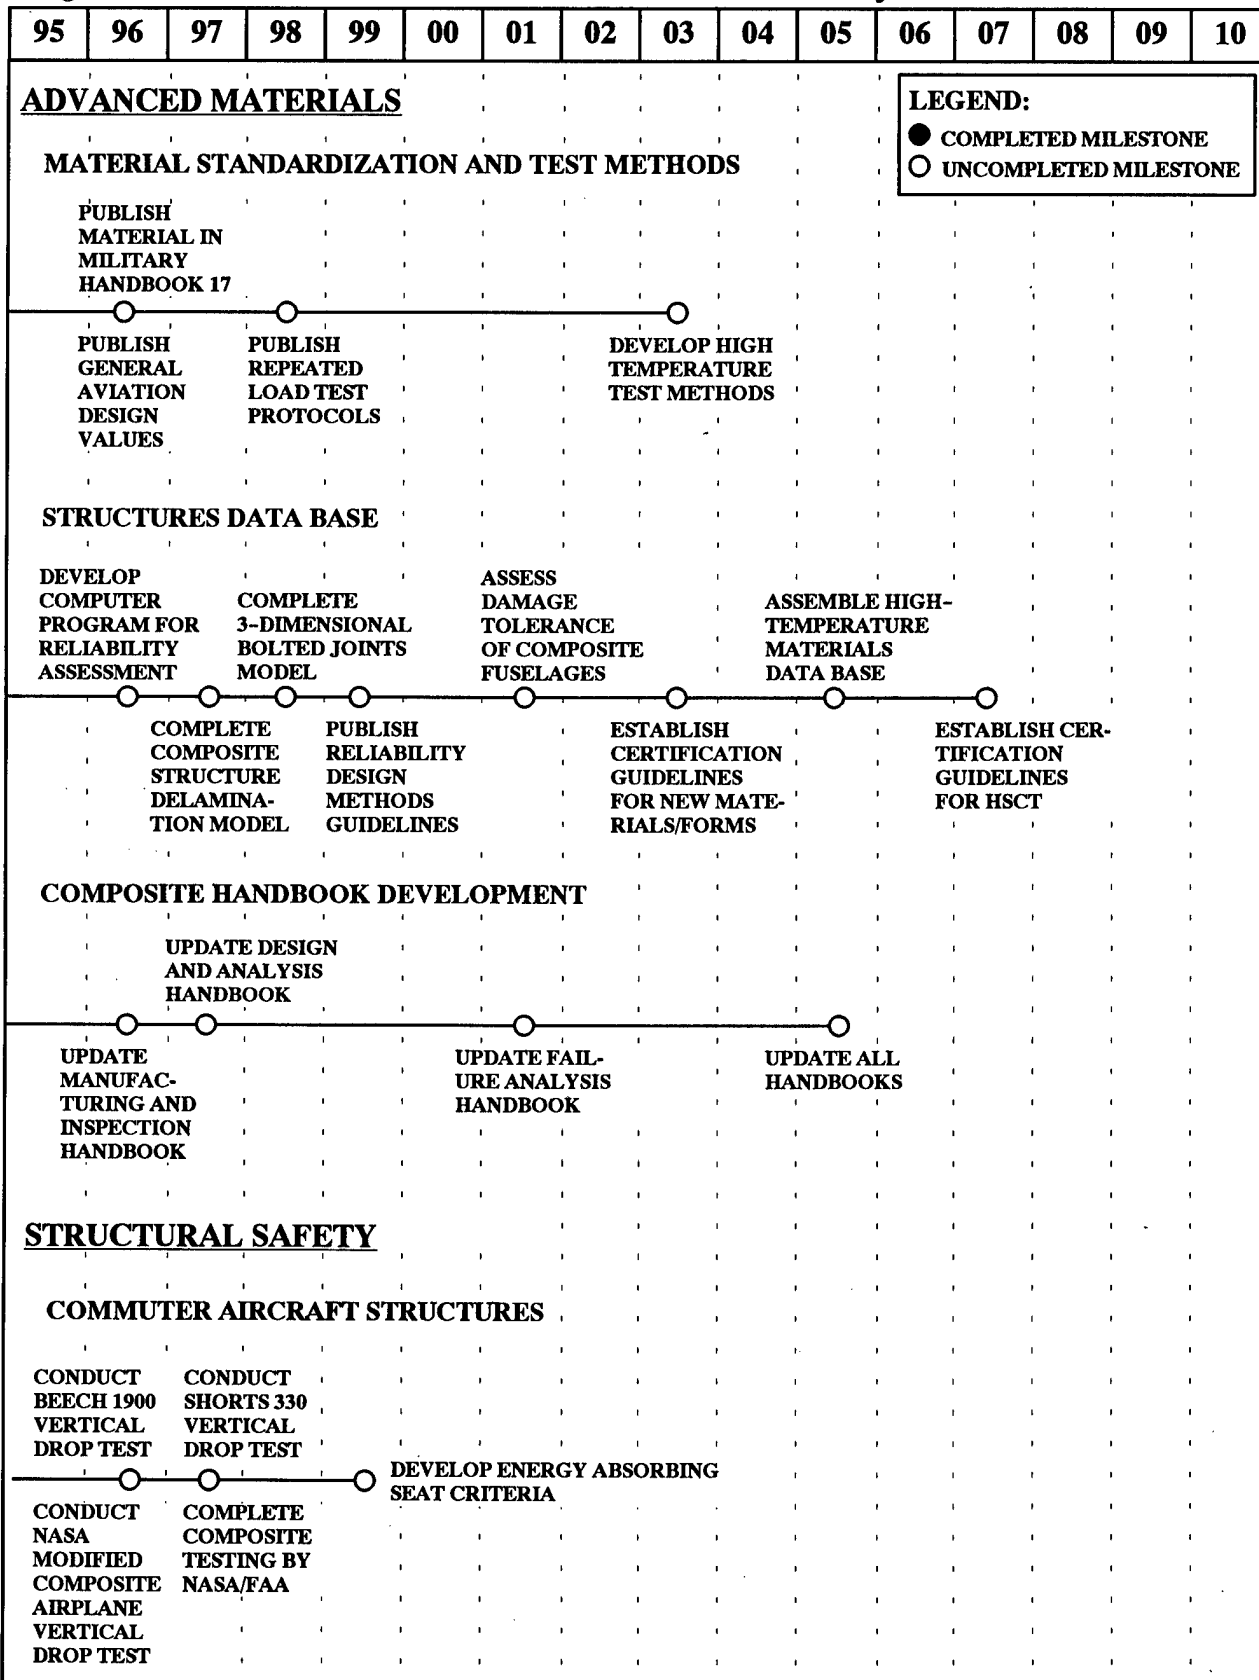 95 96 97 98 99 00 01 02 03 04 05 06 07 08 09 10
ADVANCED MATERIALS
LEGEND:
COMPLETED MILESTONE
UNCOMPLETED MILESTONE
MATERIAL STANDARDIZATION AND TEST METHODS
PUBLISH
MATERIAL IN
MILITARY
HANDBOOK 17
PUBLISH
GENERAL
AVIATION
DESIGN
VALUES
PUBLISH
REPEATED
LOAD TEST
PROTOCOLS
DEVELOP HIGH
TEMPERATURE
TEST METHODS
STRUCTURES DATA BASE
DEVELOP
COMPUTER
PROGRAM FOR
RELIABILITY
ASSESSMENT
COMPLETE
3-DIMENSIONAL
BOLTED JOINTS
MODEL
ASSESS
DAMAGE
TOLERANCE
OF COMPOSITE
FUSELAGES
ASSEMBLE HIGH-
TEMPERATURE
MATERIALS
DATA BASE
COMPLETE
COMPOSITE
STRUCTURE
DELAMINA-
TION MODEL
PUBLISH
RELIABILITY
DESIGN
METHODS
GUIDELINES
ESTABLISH
CERTIFICATION
GUIDELINES
FOR NEW MATE-
RIALS/FORMS
ESTABLISH CER-
TIFICATION
GUIDELINES
FOR HSCT
COMPOSITE HANDBOOK DEVELOPMENT
UPDATE DESIGN
AND ANALYSIS
HANDBOOK
UPDATE
MANUFAC-
TURING AND
INSPECTION
HANDBOOK
UPDATE FAIL-
URE ANALYSIS
HANDBOOK
UPDATE ALL
HANDBOOKS
STRUCTURAL SAFETY
COMMUTER AIRCRAFT STRUCTURES
CONDUCT
BEECH 1900
VERTICAL
DROP TEST
CONDUCT
SHORTS 330
VERTICAL
DROP TEST
DEVELOP ENERGY ABSORBING
SEAT CRITERIA
CONDUCT
NASA
MODIFIED
COMPOSITE
AIRPLANE
VERTICAL
DROP TEST
COMPLETE
COMPOSITE
TESTING BY
NASA/FAA